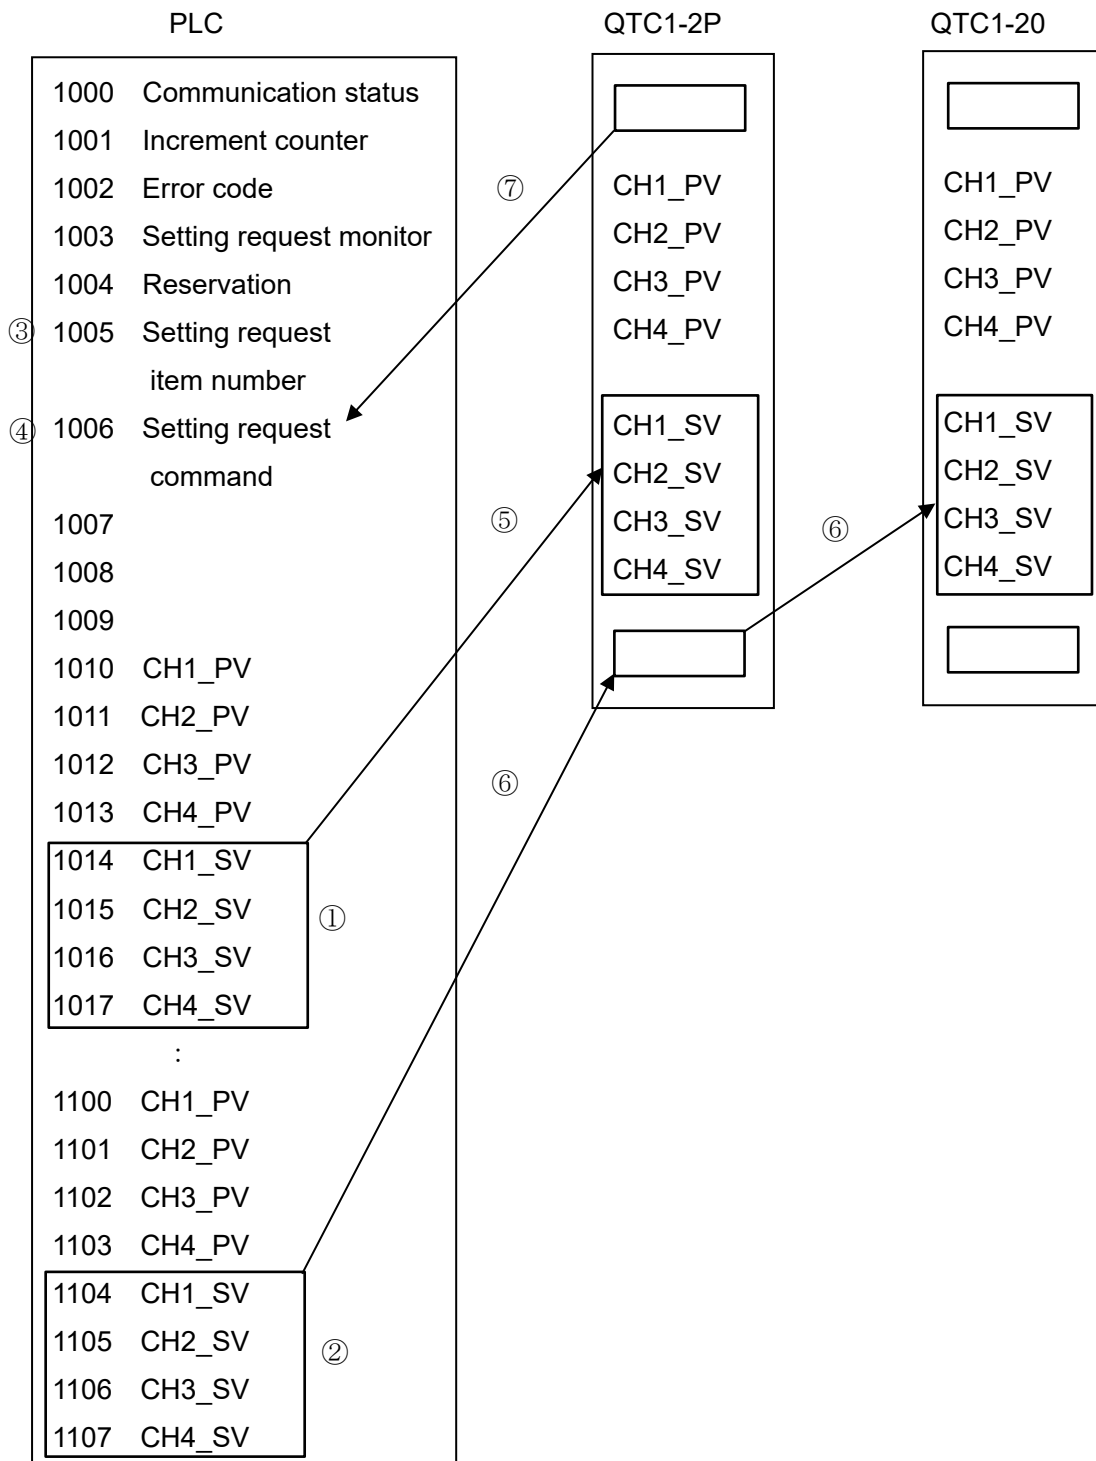 PLC
QTC1-2P
QTC1-20
1000 Communication status
1001 Increment counter
1002 Error code
1003 Setting request monitor
1004 Reservation
③ 1005 Setting request
item number
④ 1006 Setting request
command
1007
1008
1009
1010 CH1_PV
1011 CH2_PV
1012 CH3_PV
1013 CH4_PV
1014 CH1_SV
1015 CH2_SV
①
1016 CH3_SV
1017 CH4_SV
:
1100 CH1_PV
1101 CH2_PV
1102 CH3_PV
1103 CH4_PV
1104 CH1_SV
1105 CH2_SV
②
1106 CH3_SV
1107 CH4_SV
⑦
⑤
⑥
CH1_PV
CH2_PV
CH3_PV
CH4_PV
CH1_SV
CH2_SV
CH3_SV
CH4_SV
⑥
CH1_PV
CH2_PV
CH3_PV
CH4_PV
CH1_SV
CH2_SV
CH3_SV
CH4_SV